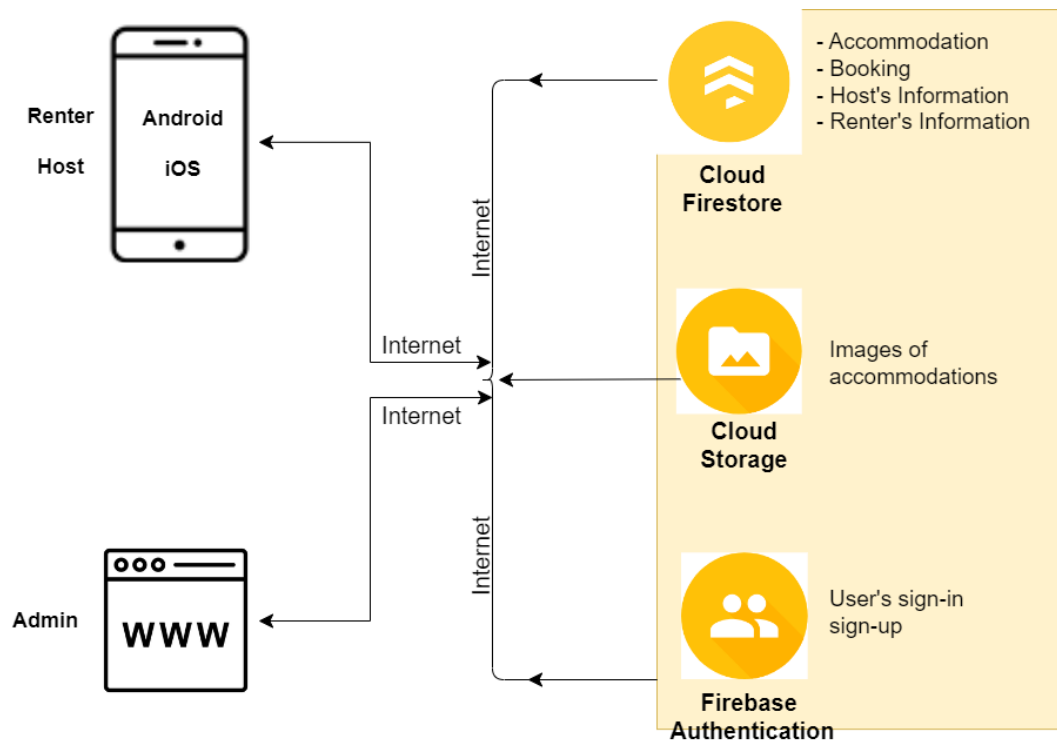 Renter
Host
Android
iOS
Internet
Internet
Internet
Internet
Admin
WWW
- Accommodation
- Booking
- Host's Information
- Renter's Information
Cloud
Firestore
Images of
accommodations
Cloud
Storage
User's sign-in
sign-up
Firebase
Authentication